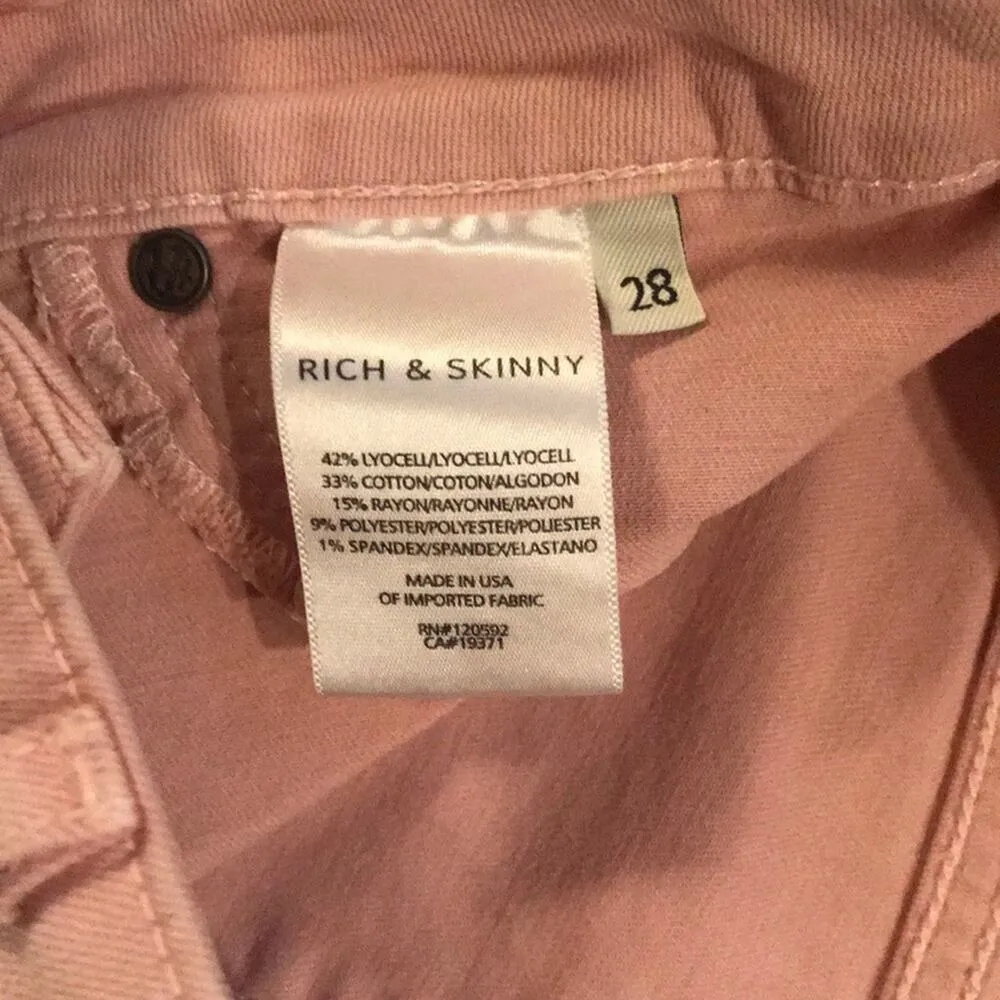 28
RICH & SKINNY
42% LYOCELL/LYOCELL/LYOCELL
33% COTTON/COTON/ALGODON
15% RAYON/RAYONNE/RAYON
9% POLYESTER/POLYESTER/POLIESTER
1% SPANDEX/SPANDEX/ELASTANO
MADE IN USA
OF IMPORTED FABRIC
RN#120592
CA#19371